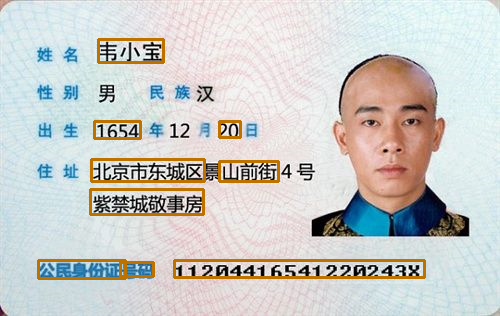 姓名 韦小宝
性别 男 民族 汉
出生 1654 年 12 月 20 日
住址 北京市东城区景山前街4号
紫禁城敬事房
公民身份证号码 11204416541220243X